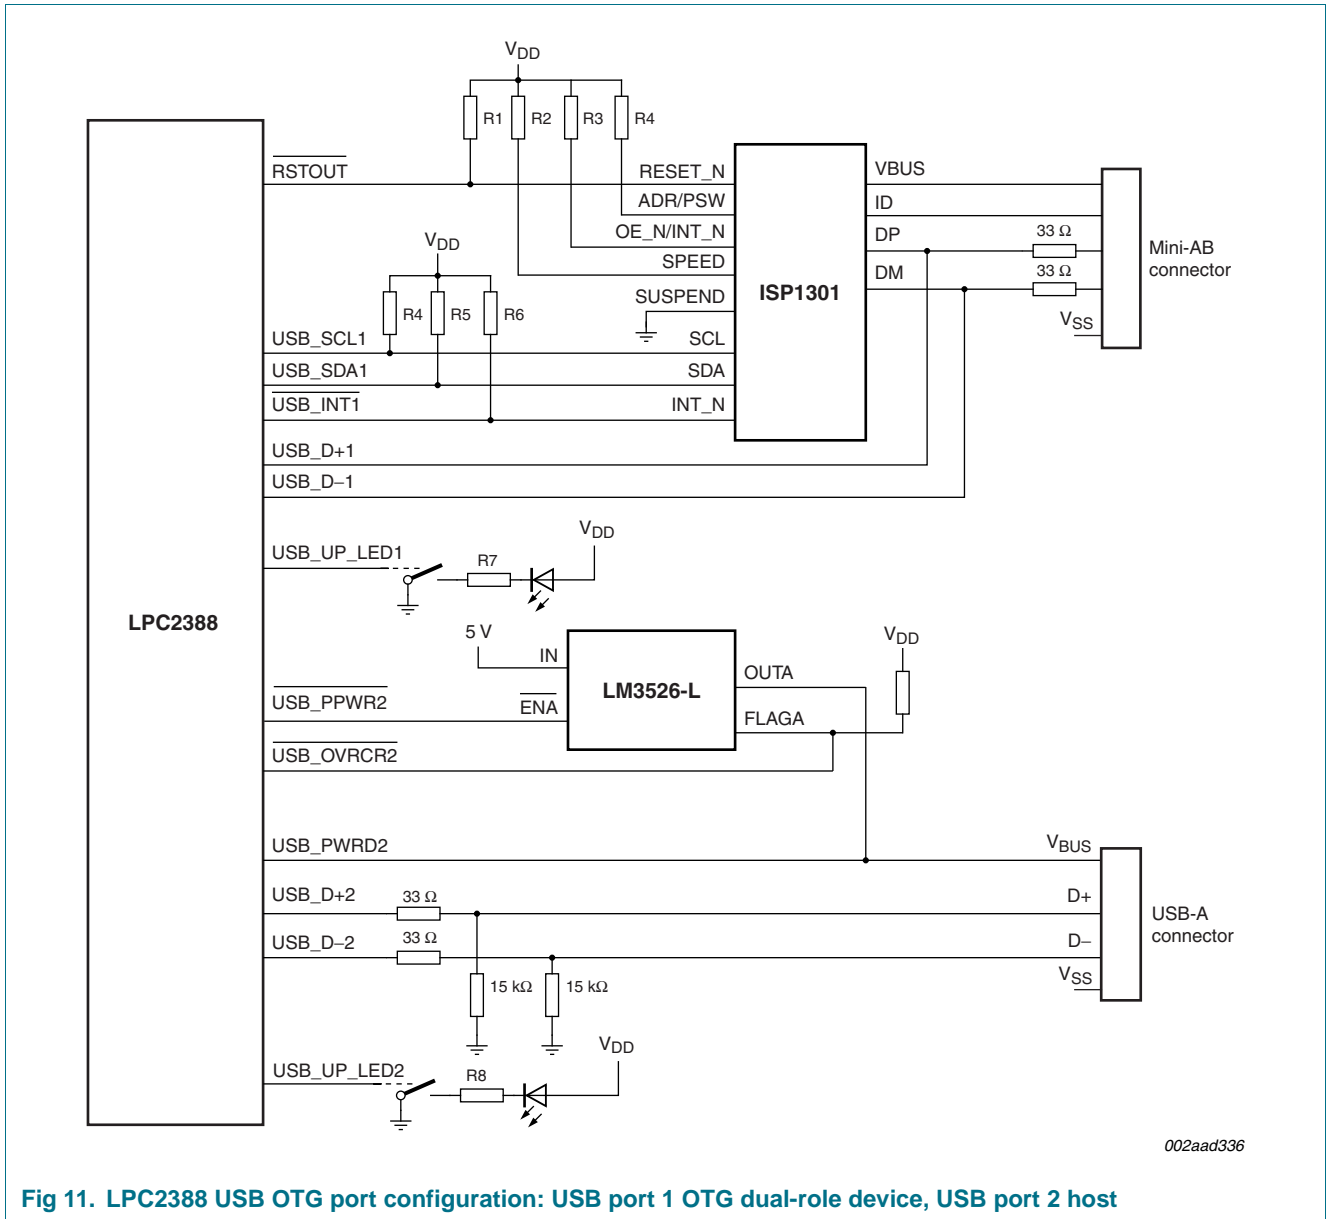 VDD
R1 R2 R3 R4
RSTOUT
RESET_N
ADR/PSW
OE_N/INT_N
SPEED
SUSPEND
SCL
SDA
INT_N
ISP1301
VBUS
ID
DP
DM
33 Ω
33 Ω
VSS
Mini-AB
connector
VDD
R4 R5 R6
USB_SCL1
USB_SDA1
USB_INT1
USB_D+1
USB_D−1
USB_UP_LED1
R7
VDD
LPC2388
5 V
IN
ENA
LM3526-L
OUTA
FLAGA
VDD
USB_PPWR2
USB_OVRCR2
USB_PWRD2
USB_D+2
33 Ω
USB_D−2
33 Ω
15 kΩ 15 kΩ
VBUS
D+
D−
VSS
USB-A
connector
USB_UP_LED2
R8
VDD
002aad336
Fig 11. LPC2388 USB OTG port configuration: USB port 1 OTG dual-role device, USB port 2 host